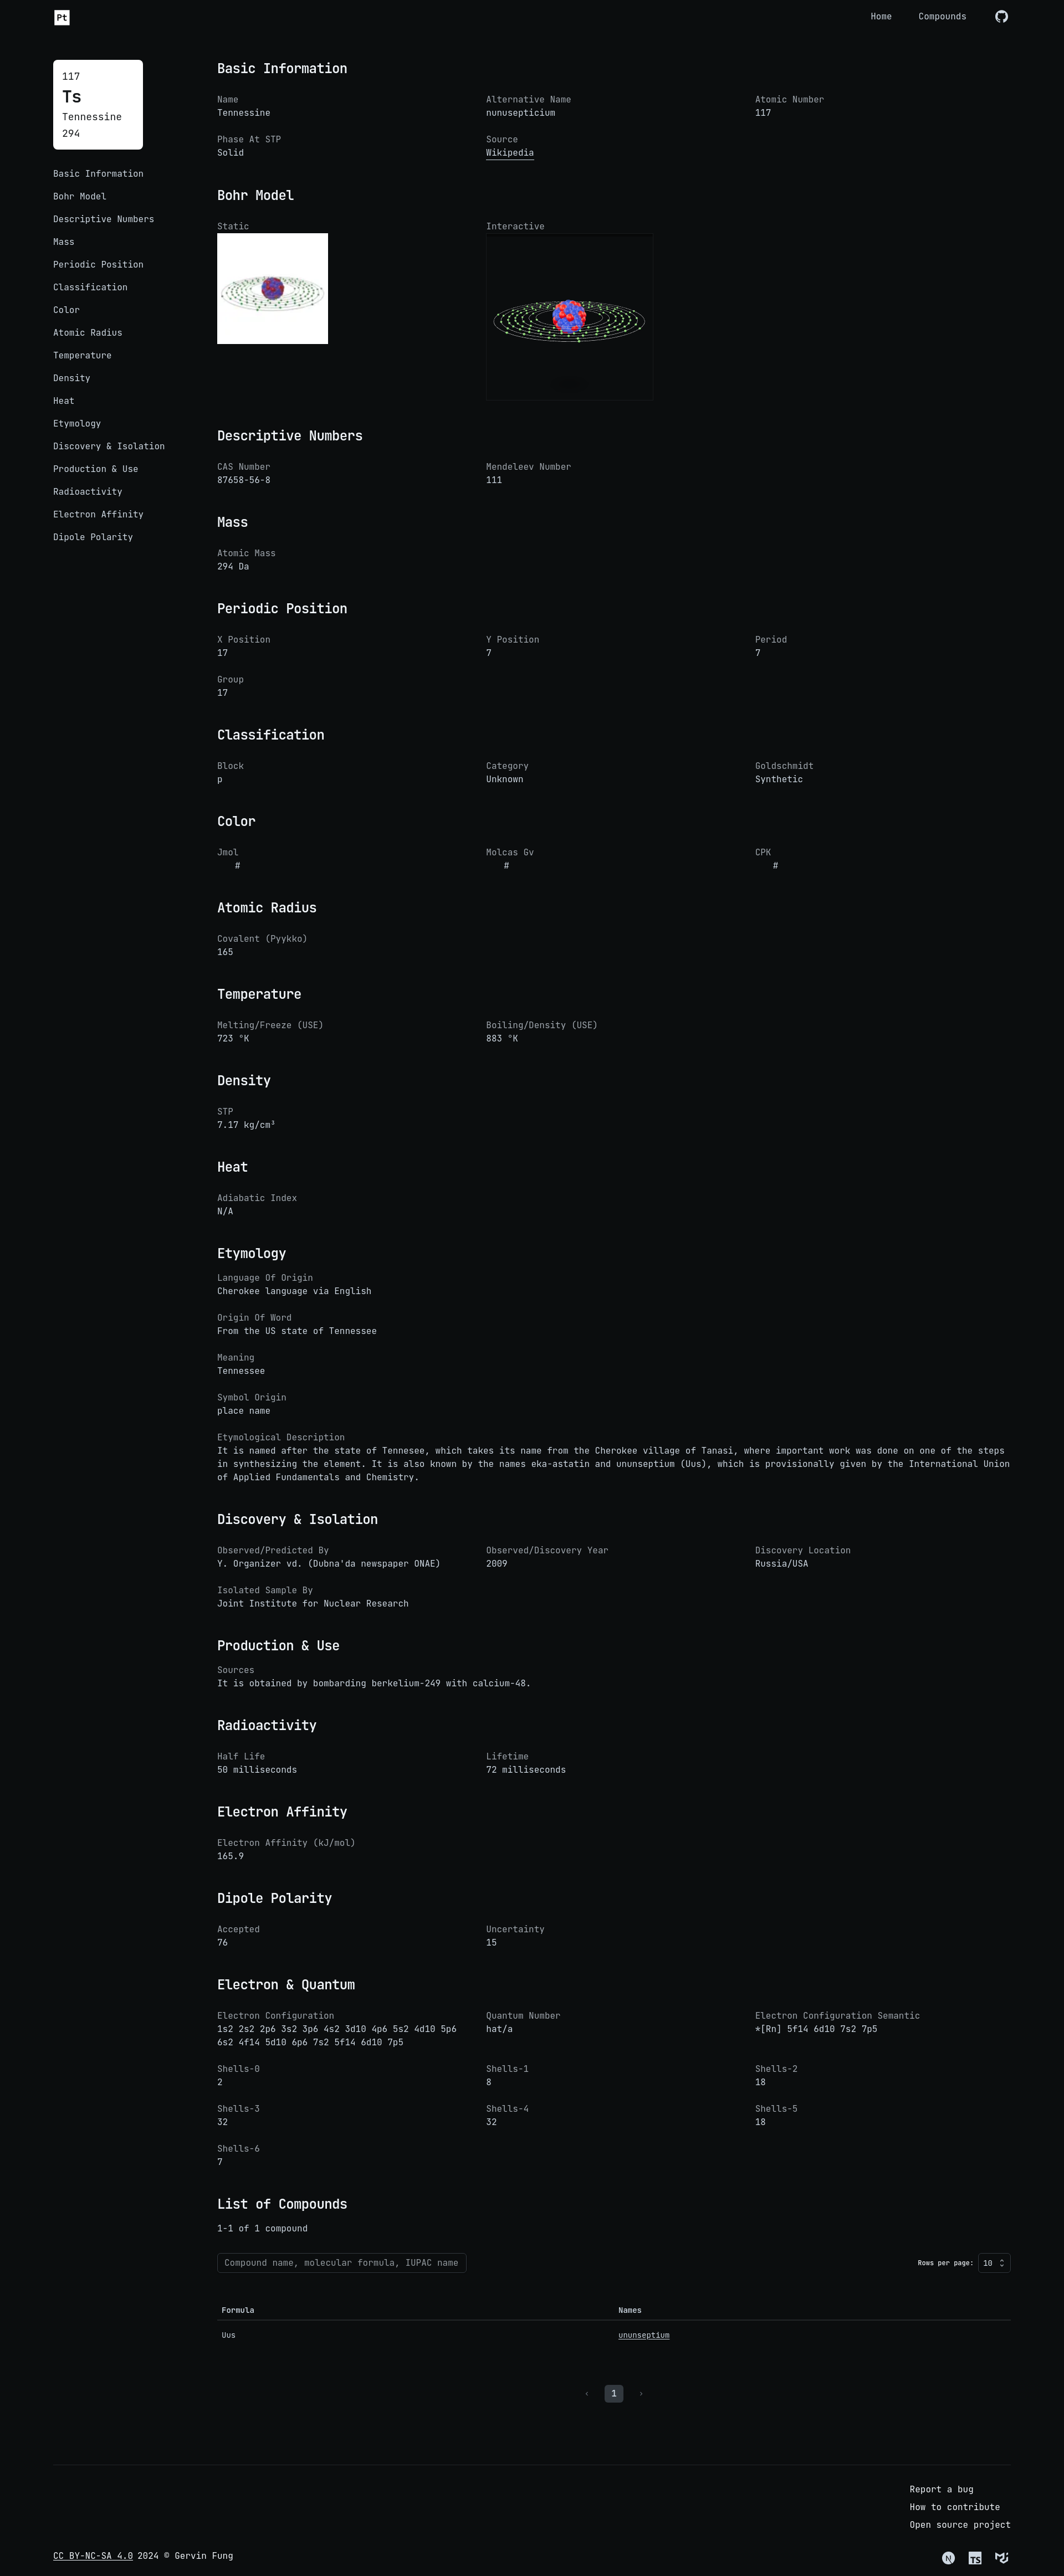 Pt
Home
Compounds
117
Ts
Tennessine
294
Basic Information
Bohr Model
Descriptive Numbers
Mass
Periodic Position
Classification
Color
Atomic Radius
Temperature
Density
Heat
Etymology
Discovery & Isolation
Production & Use
Radioactivity
Electron Affinity
Dipole Polarity
Basic Information
Name
Tennessine
Alternative Name
nunusepticium
Atomic Number
117
Phase At STP
Solid
Source
Wikipedia
Bohr Model
Static
Interactive
Descriptive Numbers
CAS Number
87658-56-8
Mendeleev Number
111
Mass
Atomic Mass
294 Da
Periodic Position
X Position
17
Y Position
7
Period
7
Group
17
Classification
Block
p
Category
Unknown
Goldschmidt
Synthetic
Color
Jmol
#
Molcas Gv
#
CPK
#
Atomic Radius
Covalent (Pyykko)
165
Temperature
Melting/Freeze (USE)
723 °K
Boiling/Density (USE)
883 °K
Density
STP
7.17 kg/cm³
Heat
Adiabatic Index
N/A
Etymology
Language Of Origin
Cherokee language via English
Origin Of Word
From the US state of Tennessee
Meaning
Tennessee
Symbol Origin
place name
Etymological Description
It is named after the state of Tennesee, which takes its name from the Cherokee village of Tanasi, where important work was done on one of the steps
in synthesizing the element. It is also known by the names eka-astatin and ununseptium (Uus), which is provisionally given by the International Union
of Applied Fundamentals and Chemistry.
Discovery & Isolation
Observed/Predicted By
Y. Organizer vd. (Dubna'da newspaper ONAE)
Observed/Discovery Year
2009
Discovery Location
Russia/USA
Isolated Sample By
Joint Institute for Nuclear Research
Production & Use
Sources
It is obtained by bombarding berkelium-249 with calcium-48.
Radioactivity
Half Life
50 milliseconds
Lifetime
72 milliseconds
Electron Affinity
Electron Affinity (kJ/mol)
165.9
Dipole Polarity
Accepted
76
Uncertainty
15
Electron & Quantum
Electron Configuration
1s2 2s2 2p6 3s2 3p6 4s2 3d10 4p6 5s2 4d10 5p6
6s2 4f14 5d10 6p6 7s2 5f14 6d10 7p5
Quantum Number
hat/a
Electron Configuration Semantic
*[Rn] 5f14 6d10 7s2 7p5
Shells-0
2
Shells-1
8
Shells-2
18
Shells-3
32
Shells-4
32
Shells-5
18
Shells-6
7
List of Compounds
1-1 of 1 compound
Compound name, molecular formula, IUPAC name
Rows per page:
10
Formula
Names
Uus
ununseptium
‹
1
›
Report a bug
How to contribute
Open source project
CC BY-NC-SA 4.0 2024 © Gervin Fung
N
TS